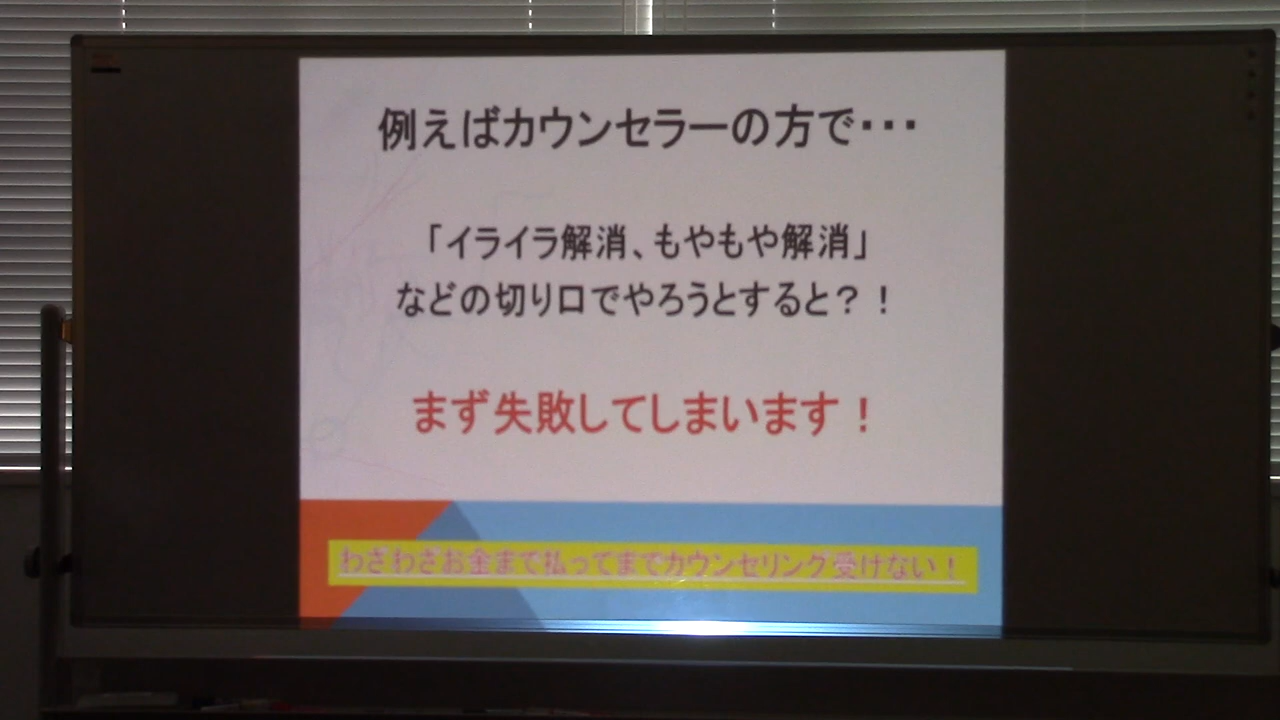 例えばカウンセラーの方で・・・
「イライラ解消、もやもや解消」
などの切り口でやろうとすると？！
まず失敗してしまいます！
わざわざお金まで払ってまでカウンセリング受けない！